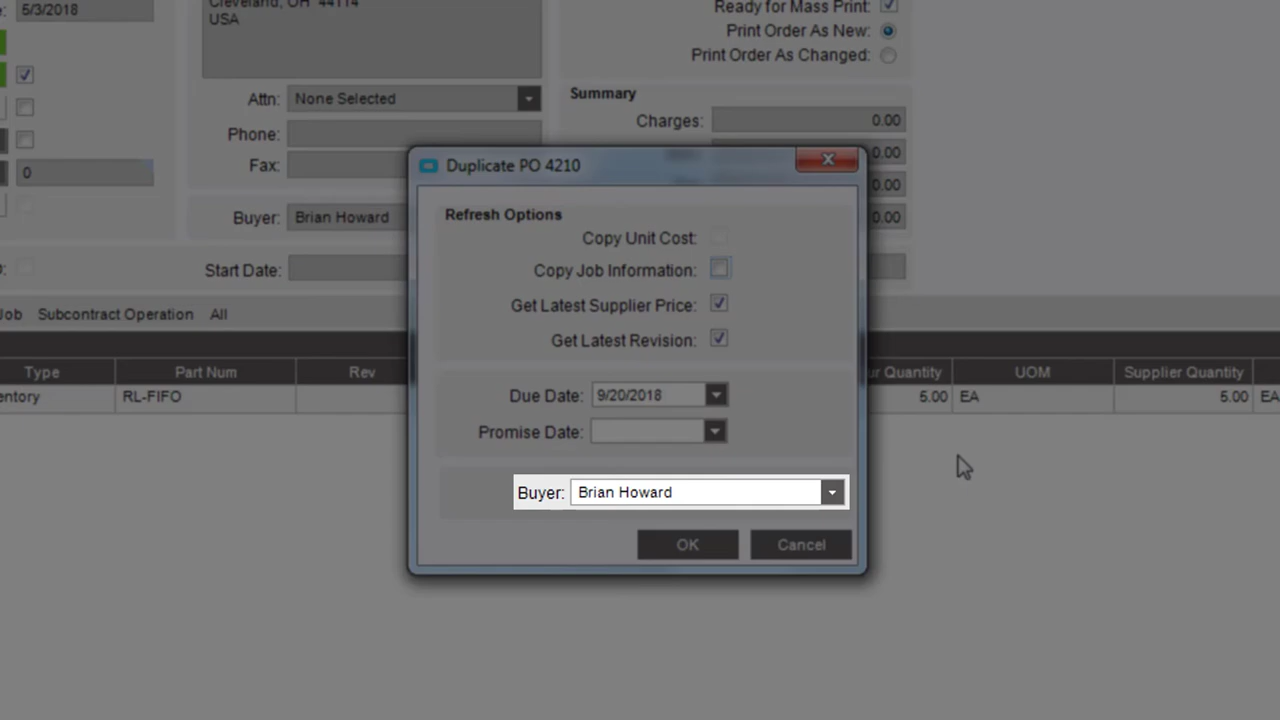 5/3/2018
Cleveland, OH 44114
USA
Ready for Mass Print:
Print Order As New:
Print Order As Changed:
Attn: None Selected
Summary
Phone:
Charges: 0.00
Fax:
0.00
0
0.00
Buyer: Brian Howard
0.00
Start Date:
Duplicate PO 4210
Refresh Options
Copy Unit Cost:
Copy Job Information:
Get Latest Supplier Price:
Get Latest Revision:
Due Date: 9/20/2018
Promise Date:
Buyer: Brian Howard
OK Cancel
Job Subcontract Operation All
Type Part Num Rev Quantity UOM Supplier Quantity
RL-FIFO 5.00 EA 5.00 EA